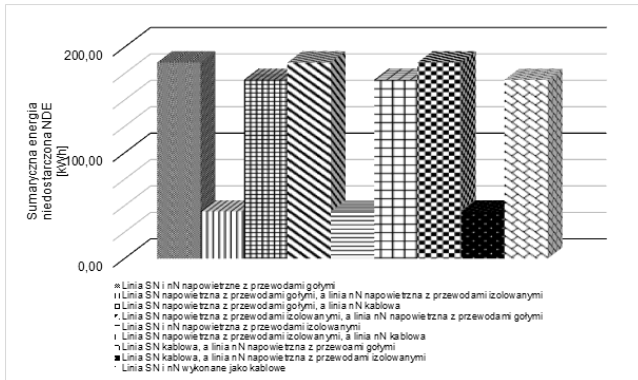 200,00
100,00
0,00
Sumaryczna energia
niedostarczona NDE
[kWh]
Linia SN i nN napowietrzne z przewodami gołymi
Linia SN napowietrzna z przewodami gołymi, a linia nN napowietrzna z przewodami izolowanymi
Linia SN napowietrzna z przewodami gołymi, a linia nN kablowa
Linia SN napowietrzna z przewodami izolowanymi, a linia nN napowietrzna z przewodami gołymi
Linia SN i nN napowietrzna z przewodami izolowanymi
Linia SN napowietrzna z przewodami izolowanymi, a linia nN kablowa
Linia SN kablowa, a linia nN napowietrzna z przewoami gołymi
Linia SN kablowa, a linia nN napowietrzna z przewodami izolowanymi
Linia SN i nN wykonane jako kablowe